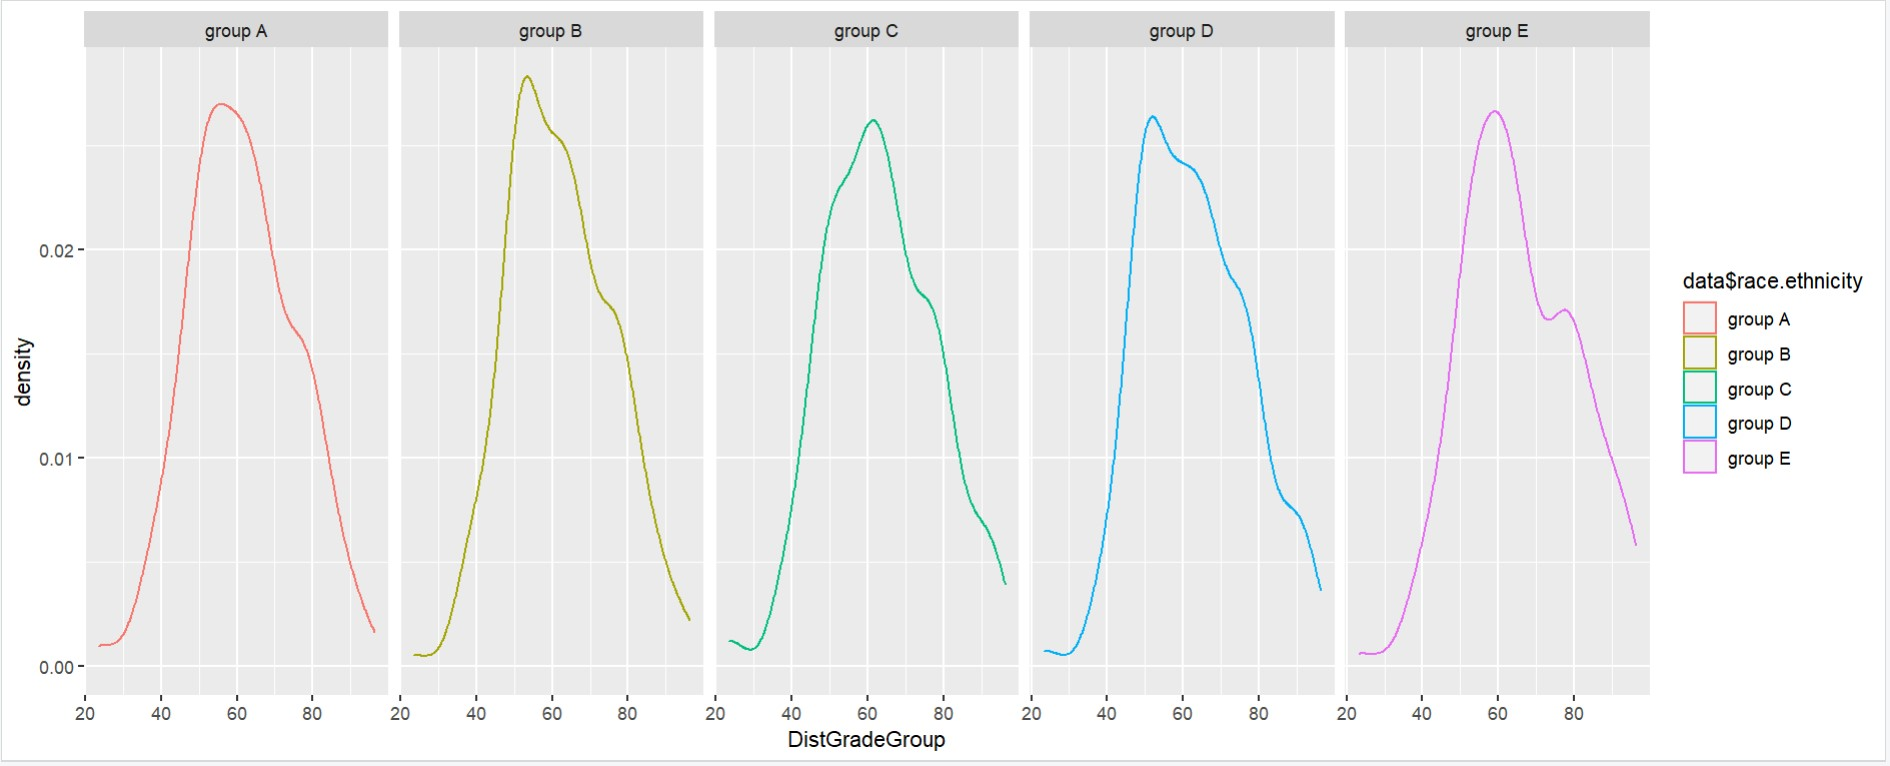 group A group B group C group D group E
0.02
0.01
0.00
density
20 40 60 80 20 40 60 80 20 40 60 80 20 40 60 80 20 40 60 80
DistGradeGroup
data$race.ethnicity
group A
group B
group C
group D
group E